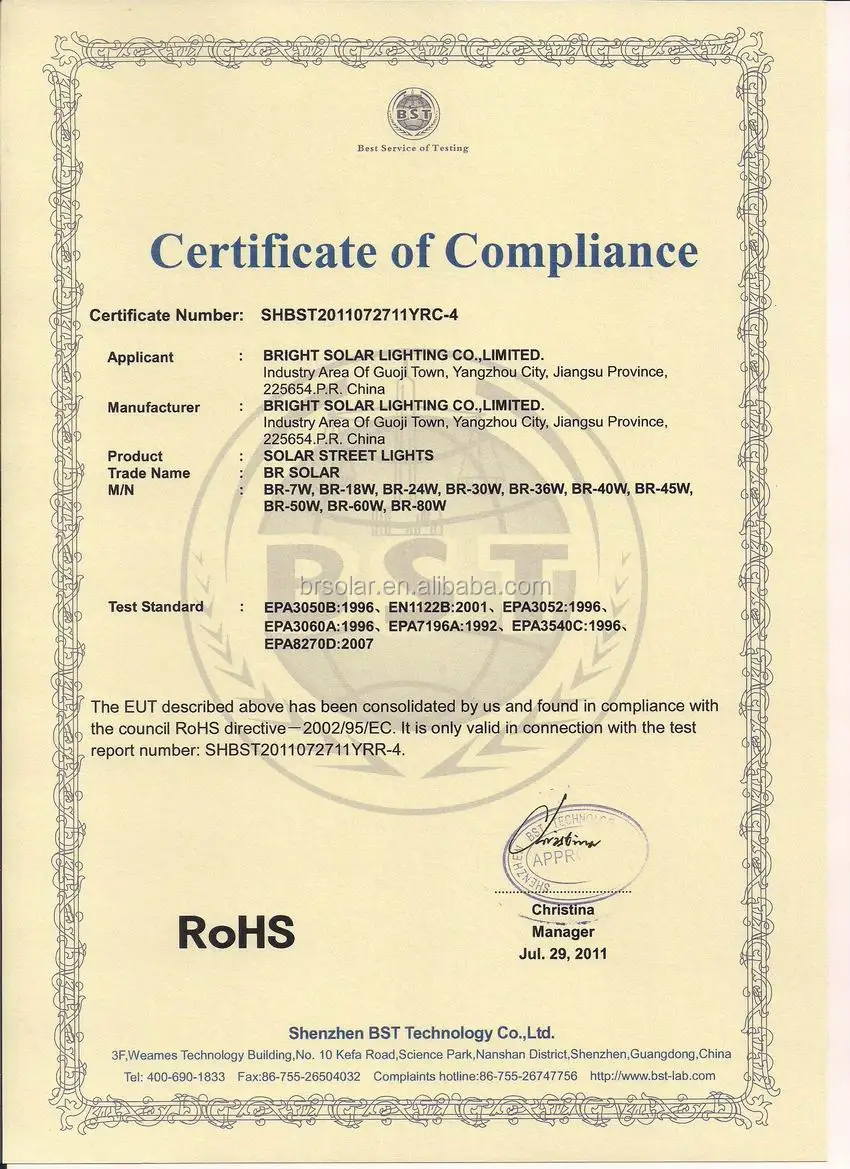 BST
Best Service of Testing
Certificate of Compliance
Certificate Number: SHBST2011072711YRC-4
Applicant : BRIGHT SOLAR LIGHTING CO.,LIMITED.
Industry Area Of Guoji Town, Yangzhou City, Jiangsu Province,
225654.P.R. China
Manufacturer : BRIGHT SOLAR LIGHTING CO.,LIMITED.
Industry Area Of Guoji Town, Yangzhou City, Jiangsu Province,
225654.P.R. China
Product : SOLAR STREET LIGHTS
Trade Name : BR SOLAR
M/N : BR-7W, BR-18W, BR-24W, BR-30W, BR-36W, BR-40W, BR-45W,
BR-50W, BR-60W, BR-80W
BST
brsolar.en.alibaba.com
Test Standard : EPA3050B:1996、EN1122B:2001、EPA3052:1996、
EPA3060A:1996、EPA7196A:1992、EPA3540C:1996、
EPA8270D:2007
The EUT described above has been consolidated by us and found in compliance with
the council RoHS directive—2002/95/EC. It is only valid in connection with the test
report number: SHBST2011072711YRR-4.
SHENZHEN BST TECHNOLO
Christina
APPR
Christina
Manager
Jul. 29, 2011
RoHS
Shenzhen BST Technology Co.,Ltd.
3F,Weames Technology Building,No. 10 Kefa Road,Science Park,Nanshan District,Shenzhen,Guangdong,China
Tel: 400-690-1833 Fax:86-755-26504032 Complaints hotline:86-755-26747756 http://www.bst-lab.com